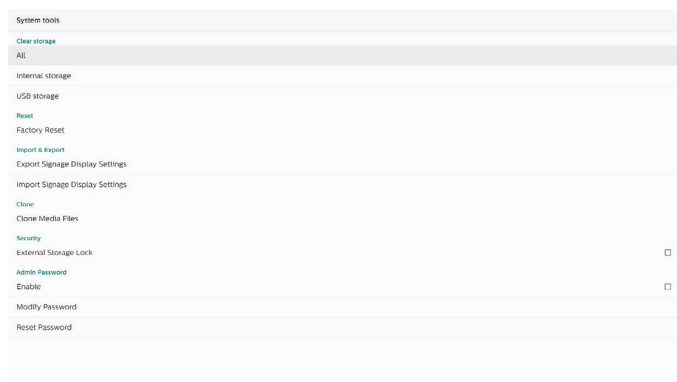 System tools
Clear storage
All
Internal storage
USB storage
Reset
Factory Reset
Import & Export
Export Signage Display Settings
Import Signage Display Settings
Clone
Clone Media Files
Security
External Storage Lock
Admin Password
Enable
Modify Password
Reset Password